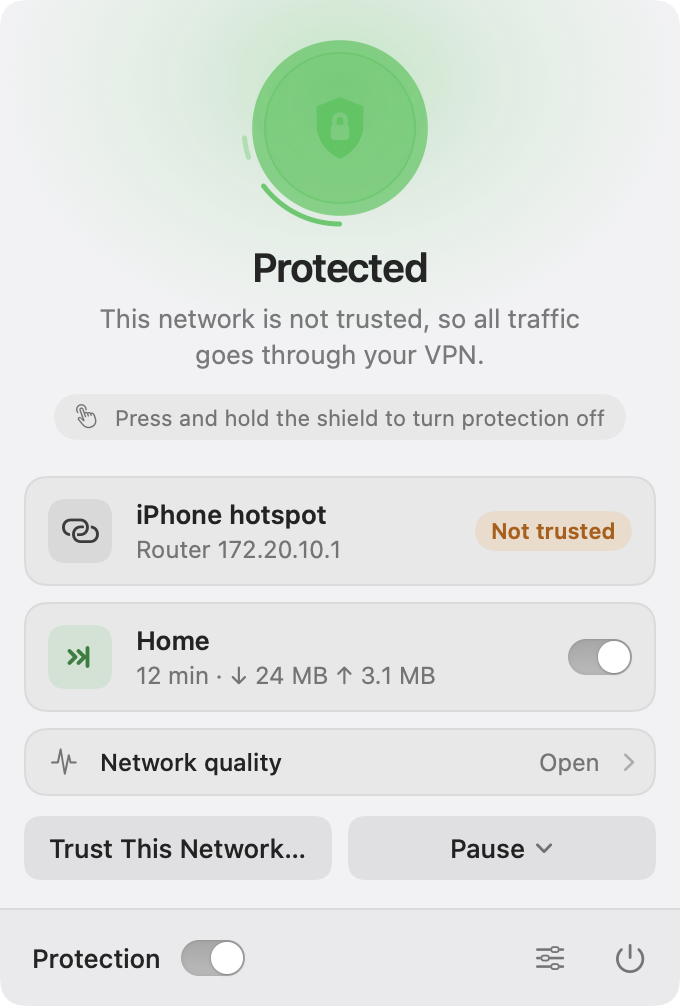 Protected
This network is not trusted, so all traffic
goes through your VPN.
Press and hold the shield to turn protection off
iPhone hotspot
Router 172.20.10.1
Not trusted
Home
12 min · ↓ 24 MB ↑ 3.1 MB
Network quality
Open
Trust This Network...
Pause
Protection